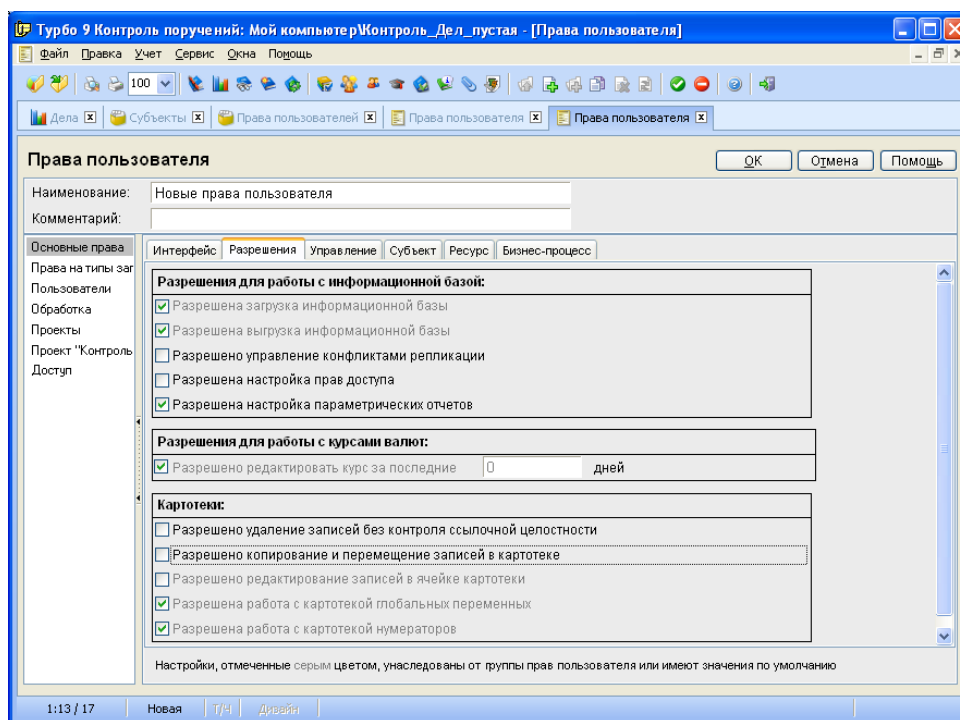 Турбо 9 Контроль поручений: Мой компьютер\Контроль_Дел_пустая - [Права пользователя]
Файл Правка Учет Сервис Окна Помощь
100
Дела Субъекты Права пользователей Права пользователя Права пользователя
Права пользователя
ОК Отмена Помощь
Наименование: Новые права пользователя
Комментарий:
Основные права
Права на типы заг
Пользователи
Обработка
Проекты
Проект "Контроль
Доступ
Интерфейс Разрешения Управление Субъект Ресурс Бизнес-процесс
Разрешения для работы с информационной базой:
Разрешена загрузка информационной базы
Разрешена выгрузка информационной базы
Разрешено управление конфликтами репликации
Разрешена настройка прав доступа
Разрешена настройка параметрических отчетов
Разрешения для работы с курсами валют:
Разрешено редактировать курс за последние 0 дней
Картотеки:
Разрешено удаление записей без контроля ссылочной целостности
Разрешено копирование и перемещение записей в картотеке
Разрешено редактирование записей в ячейке картотеки
Разрешена работа с картотекой глобальных переменных
Разрешена работа с картотекой нумераторов
Настройки, отмеченные серым цветом, унаследованы от группы прав пользователя или имеют значения по умолчанию
1:13 / 17 Новая Т/Ч Дизайн